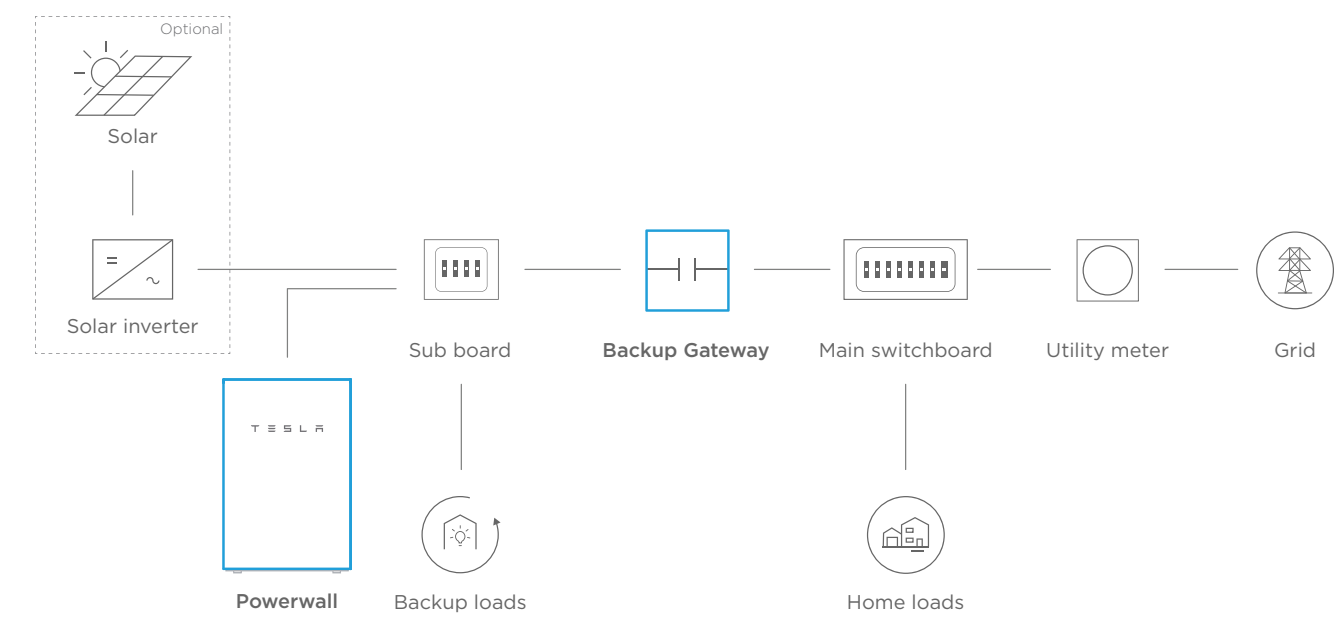 Optional
Solar
Solar inverter
Sub board
Backup Gateway
Main switchboard
Utility meter
Grid
TESLA
Powerwall
Backup loads
Home loads